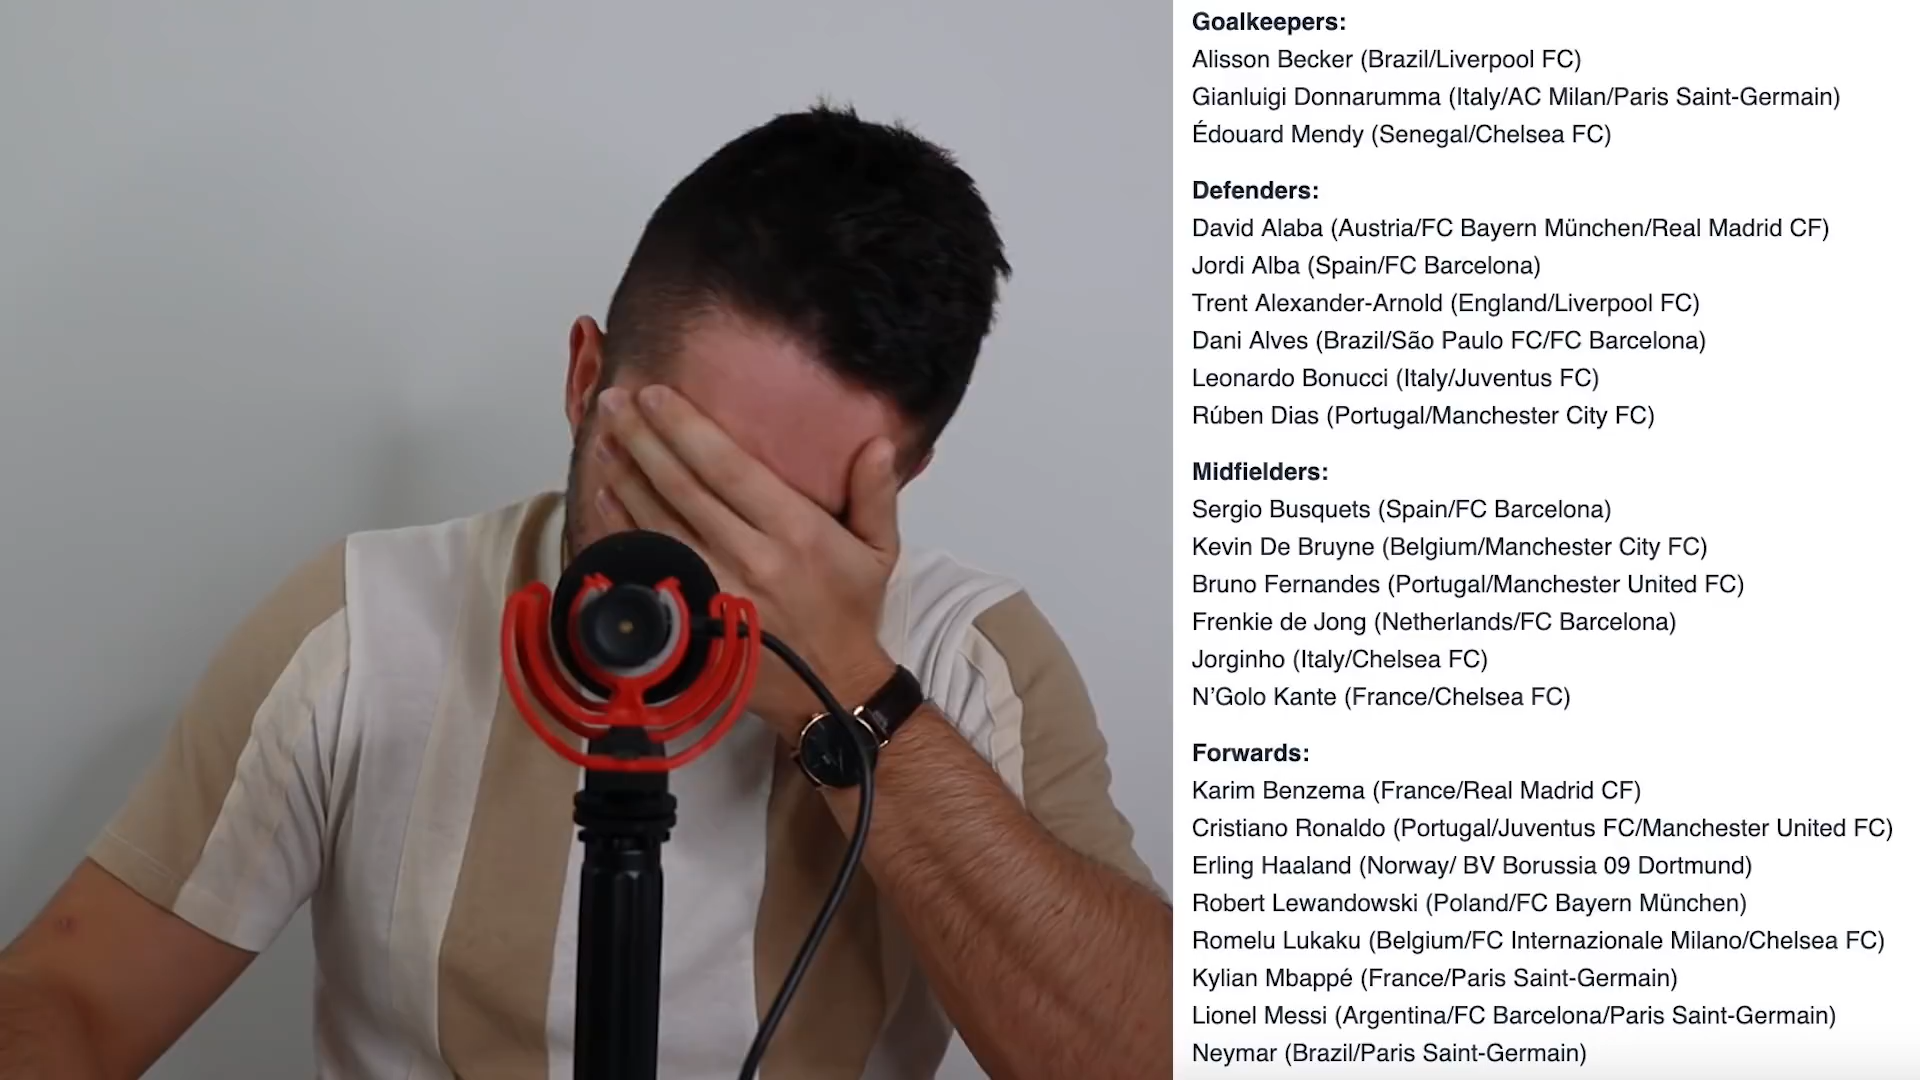 Goalkeepers:
Alisson Becker (Brazil/Liverpool FC)
Gianluigi Donnarumma (Italy/AC Milan/Paris Saint-Germain)
Édouard Mendy (Senegal/Chelsea FC)
Defenders:
David Alaba (Austria/FC Bayern München/Real Madrid CF)
Jordi Alba (Spain/FC Barcelona)
Trent Alexander-Arnold (England/Liverpool FC)
Dani Alves (Brazil/São Paulo FC/FC Barcelona)
Leonardo Bonucci (Italy/Juventus FC)
Rúben Dias (Portugal/Manchester City FC)
Midfielders:
Sergio Busquets (Spain/FC Barcelona)
Kevin De Bruyne (Belgium/Manchester City FC)
Bruno Fernandes (Portugal/Manchester United FC)
Frenkie de Jong (Netherlands/FC Barcelona)
Jorginho (Italy/Chelsea FC)
N’Golo Kante (France/Chelsea FC)
Forwards:
Karim Benzema (France/Real Madrid CF)
Cristiano Ronaldo (Portugal/Juventus FC/Manchester United FC)
Erling Haaland (Norway/ BV Borussia 09 Dortmund)
Robert Lewandowski (Poland/FC Bayern München)
Romelu Lukaku (Belgium/FC Internazionale Milano/Chelsea FC)
Kylian Mbappé (France/Paris Saint-Germain)
Lionel Messi (Argentina/FC Barcelona/Paris Saint-Germain)
Neymar (Brazil/Paris Saint-Germain)